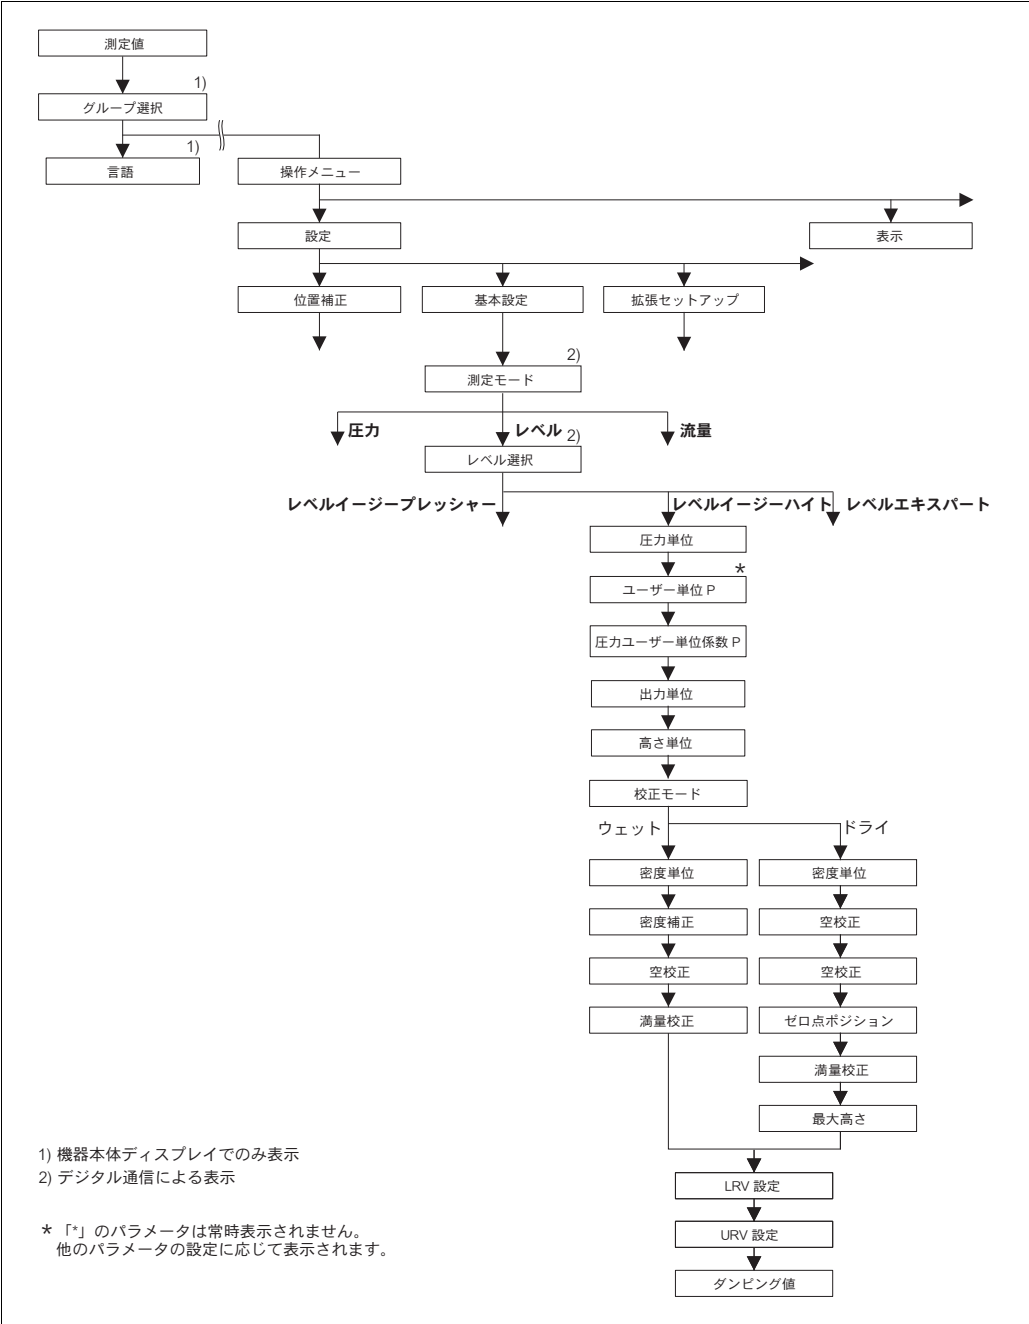 測定値
1)
グループ選択
1)
言語
操作メニュー
設定
表示
位置補正
基本設定
拡張セットアップ
2)
測定モード
圧力
レベル
流量
2)
レベル選択
レベルイージープレッシャー
レベルイージーハイト
レベルエキスパート
圧力単位
*
ユーザー単位 P
圧力ユーザー単位係数 P
出力単位
高さ単位
校正モード
ウェット
ドライ
密度単位
密度単位
密度補正
空校正
空校正
空校正
満量校正
ゼロ点ポジション
満量校正
最大高さ
LRV 設定
URV 設定
ダンピング値
1) 機器本体ディスプレイでのみ表示
2) デジタル通信による表示
* 「*」のパラメータは常時表示されません。
他のパラメータの設定に応じて表示されます。